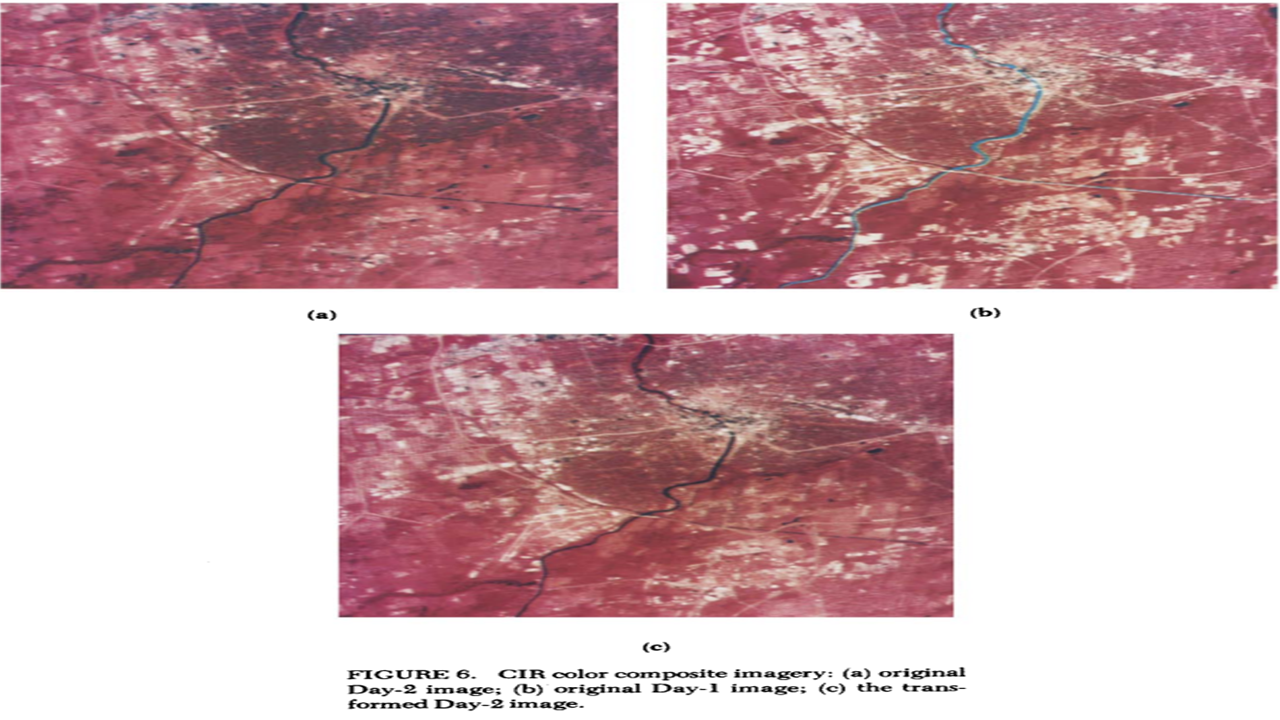 (a)
(b)
(c)
FIGURE 6. CIR color composite imagery: (a) original
Day-2 image; (b) original Day-1 image; (c) the trans-
formed Day-2 image.